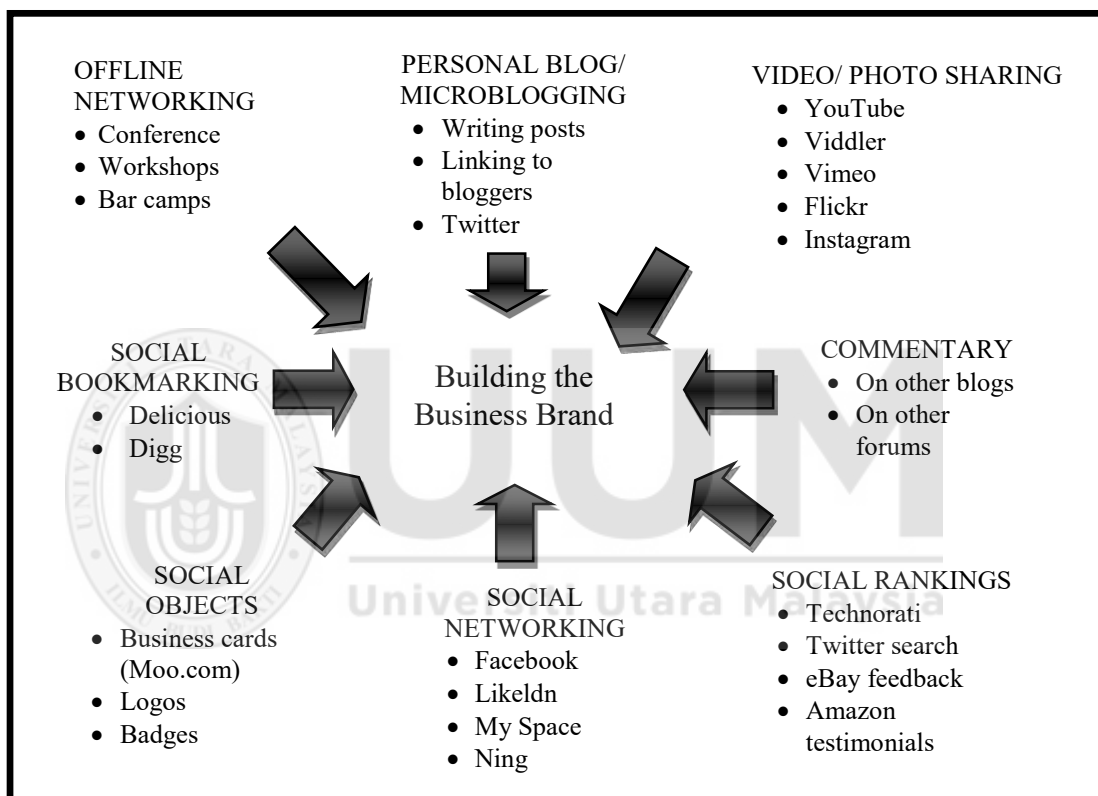 OFFLINE
NETWORKING
• Conference
• Workshops
• Bar camps
PERSONAL BLOG/
MICROBLOGGING
• Writing posts
• Linking to
bloggers
• Twitter
VIDEO/ PHOTO SHARING
• YouTube
• Viddler
• Vimeo
• Flickr
• Instagram
SOCIAL
BOOKMARKING
• Delicious
• Digg
Building the
Business Brand
COMMENTARY
• On other blogs
• On other
forums
SOCIAL
OBJECTS
• Business cards
(Moo.com)
• Logos
• Badges
SOCIAL
NETWORKING
• Facebook
• Likeldn
• My Space
• Ning
SOCIAL RANKINGS
• Technorati
• Twitter search
• eBay feedback
• Amazon
testimonials
UUM
Universiti Utara Malaysia